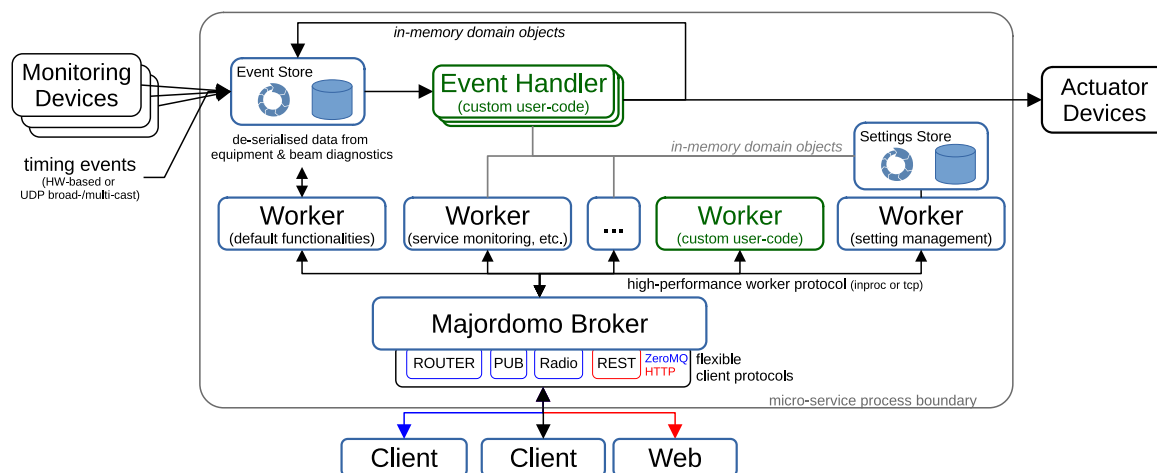 in-memory domain objects
Monitoring
Devices
Event Store
Event Handler
(custom user-code)
Actuator
Devices
timing events
(HW-based or
UDP broad-/multi-cast)
de-serialised data from
equipment & beam diagnostics
in-memory domain objects
Settings Store
Worker
(default functionalities)
Worker
(service monitoring, etc.)
...
Worker
(custom user-code)
Worker
(setting management)
high-performance worker protocol (inproc or tcp)
Majordomo Broker
ROUTER
PUB
Radio
REST
ZeroMQ
HTTP
flexible
client protocols
micro-service process boundary
Client
Client
Web